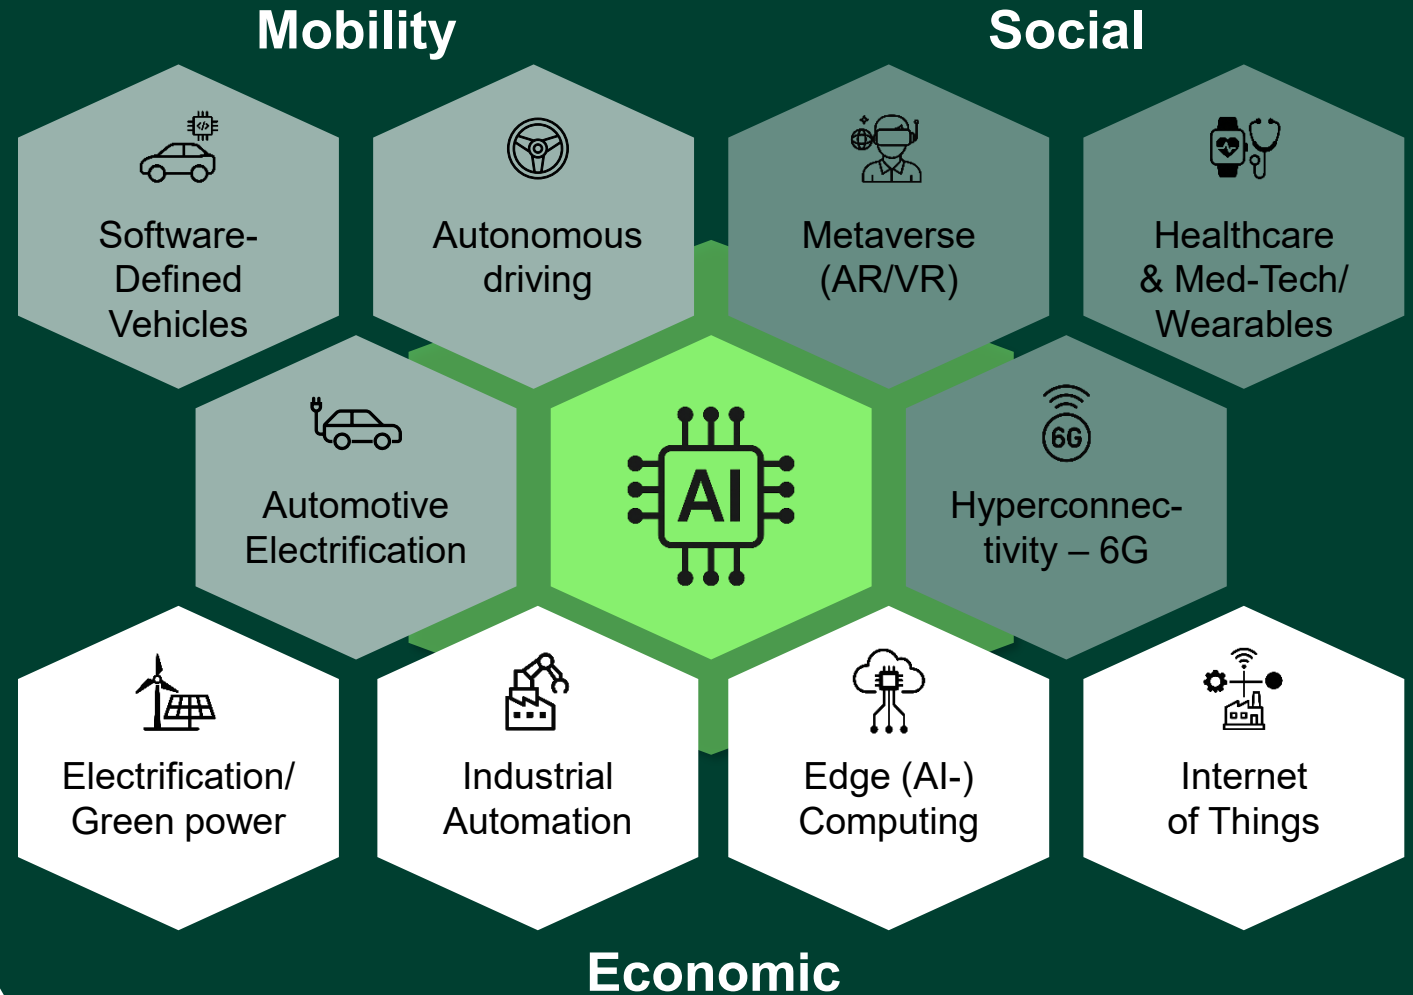 Mobility
Social
Software-
Defined
Vehicles
Autonomous
driving
Metaverse
(AR/VR)
Healthcare
& Med-Tech/
Wearables
Automotive
Electrification
AI
6G
Hyperconnec-
tivity – 6G
Electrification/
Green power
Industrial
Automation
Edge (AI-)
Computing
Internet
of Things
Economic